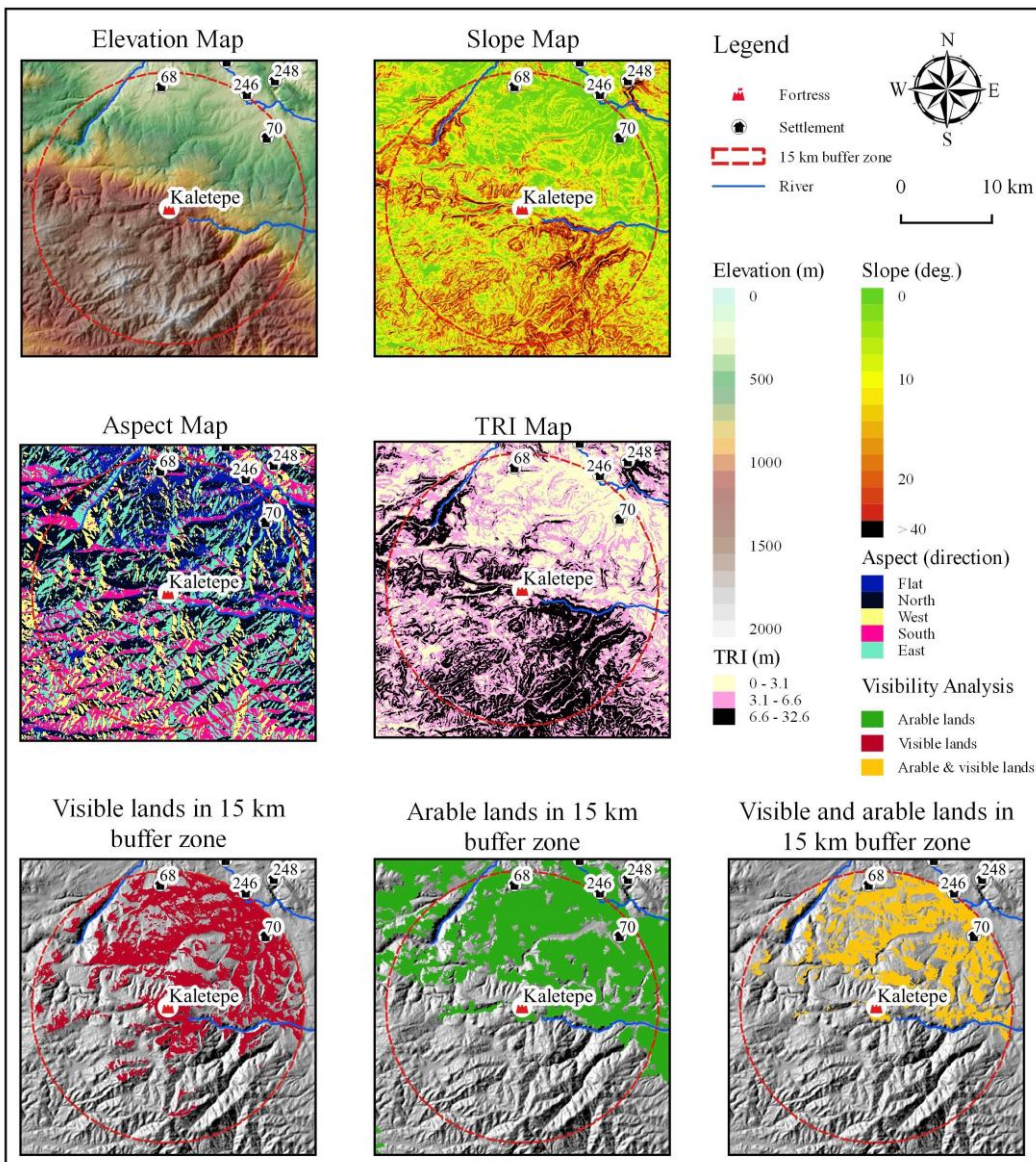 Elevation Map
68
246
248
70
Kaletepe
Slope Map
68
246
248
70
Kaletepe
Legend
Fortress
Settlement
15 km buffer zone
River
N
W
E
S
0 10 km
Elevation (m)
0
500
1000
1500
2000
Slope (deg.)
0
10
20
> 40
Aspect (direction)
Flat
North
West
South
East
TRI (m)
0 - 3.1
3.1 - 6.6
6.6 - 32.6
Visibility Analysis
Arable lands
Visible lands
Arable & visible lands
Aspect Map
68
246
248
70
Kaletepe
TRI Map
68
246
248
70
Kaletepe
Visible lands in 15 km
buffer zone
68
246
248
70
Kaletepe
Arable lands in 15 km
buffer zone
68
246
248
70
Kaletepe
Visible and arable lands in
15 km buffer zone
68
246
248
70
Kaletepe